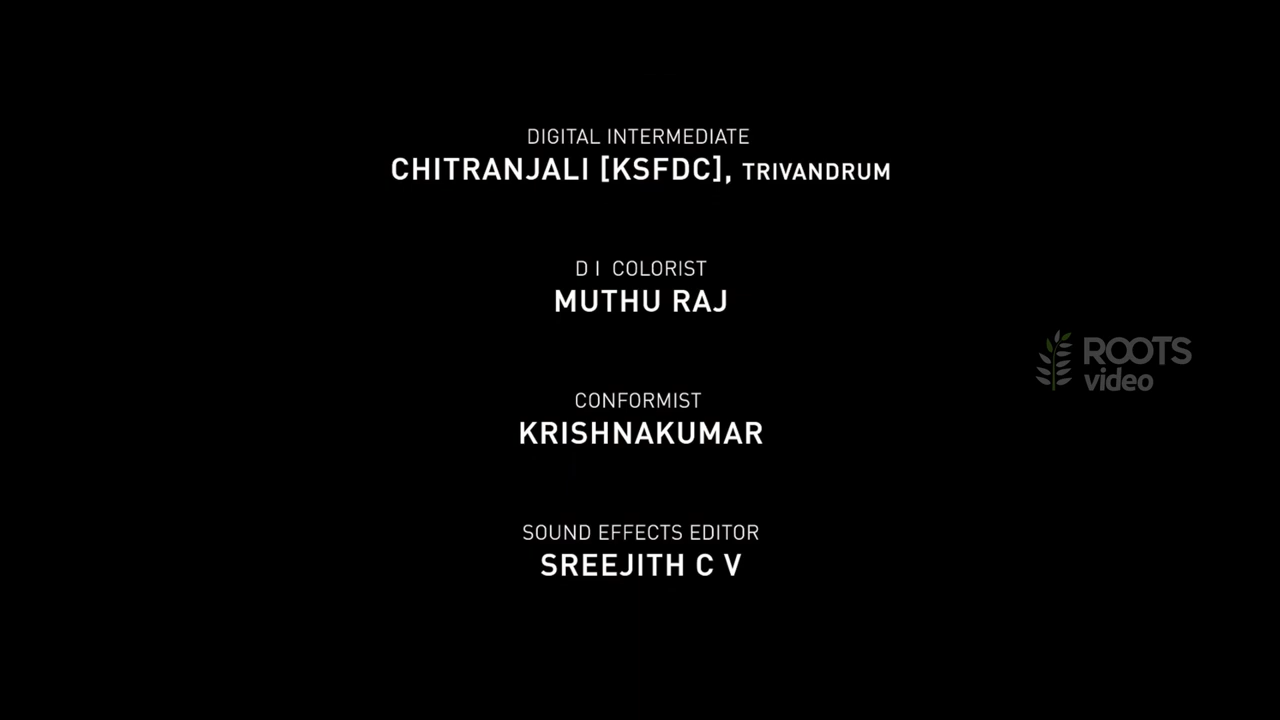 DIGITAL INTERMEDIATE
CHITRANJALI [KSFDC], TRIVANDRUM
D I COLORIST
MUTHU RAJ
CONFORMIST
KRISHNAKUMAR
SOUND EFFECTS EDITOR
SREEJITH C V
ROOTS
video